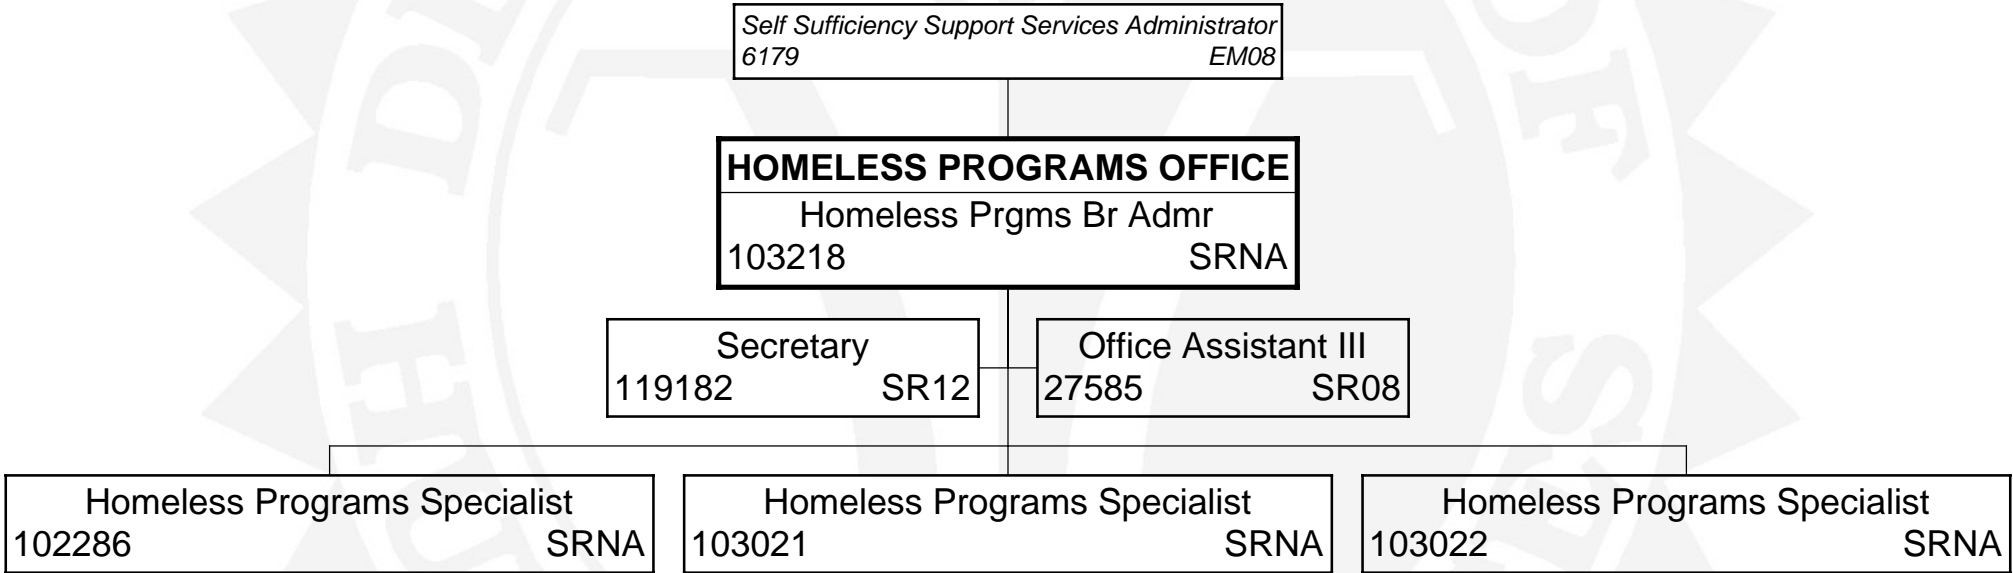 Self Sufficiency Support Services Administrator
6179 EM08
HOMELESS PROGRAMS OFFICE
Homeless Prgms Br Admr
103218 SRNA
Secretary
119182 SR12
Office Assistant III
27585 SR08
Homeless Programs Specialist
102286 SRNA
Homeless Programs Specialist
103021 SRNA
Homeless Programs Specialist
103022 SRNA